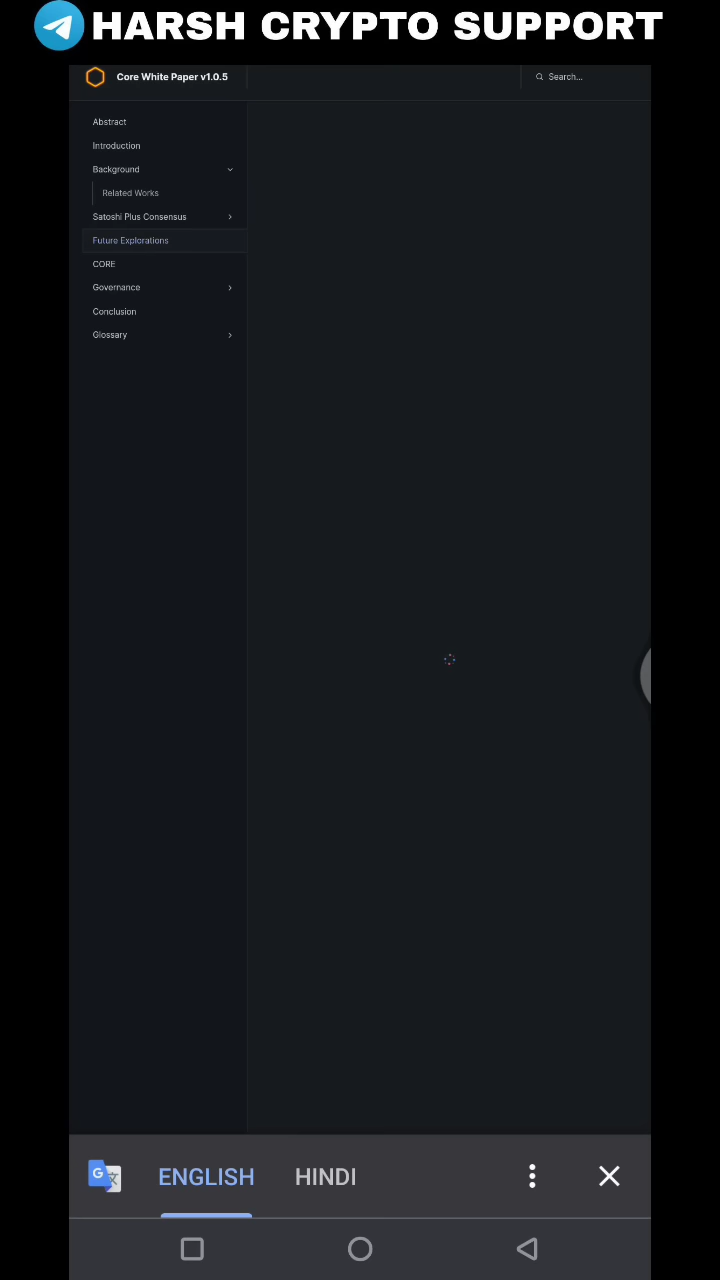 HARSH CRYPTO SUPPORT
Core White Paper v1.0.5
Search...
Abstract
Introduction
Background
Related Works
Satoshi Plus Consensus
Future Explorations
CORE
Governance
Conclusion
Glossary
ENGLISH HINDI